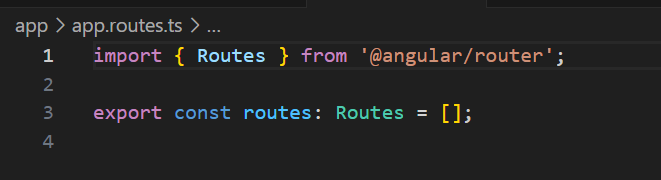 app > app.routes.ts > ...
1 import { Routes } from '@angular/router';
2
3 export const routes: Routes = [];
4